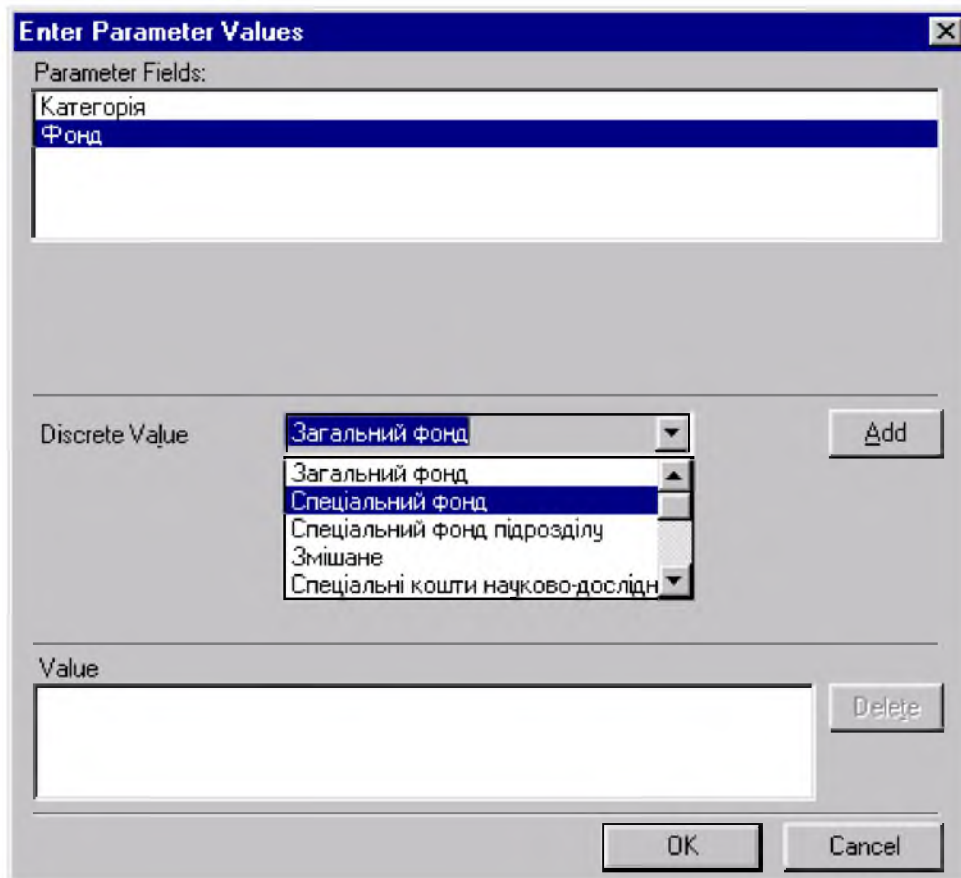 Enter Parameter Values
Parameter Fields:
Категорія
Фонд
Discrete Value
Загальний фонд
Add
Загальний фонд
Спеціальний фонд
Спеціальний фонд підрозділу
Змішане
Спеціальні кошти науково-дослідн
Value
Delete
OK
Cancel